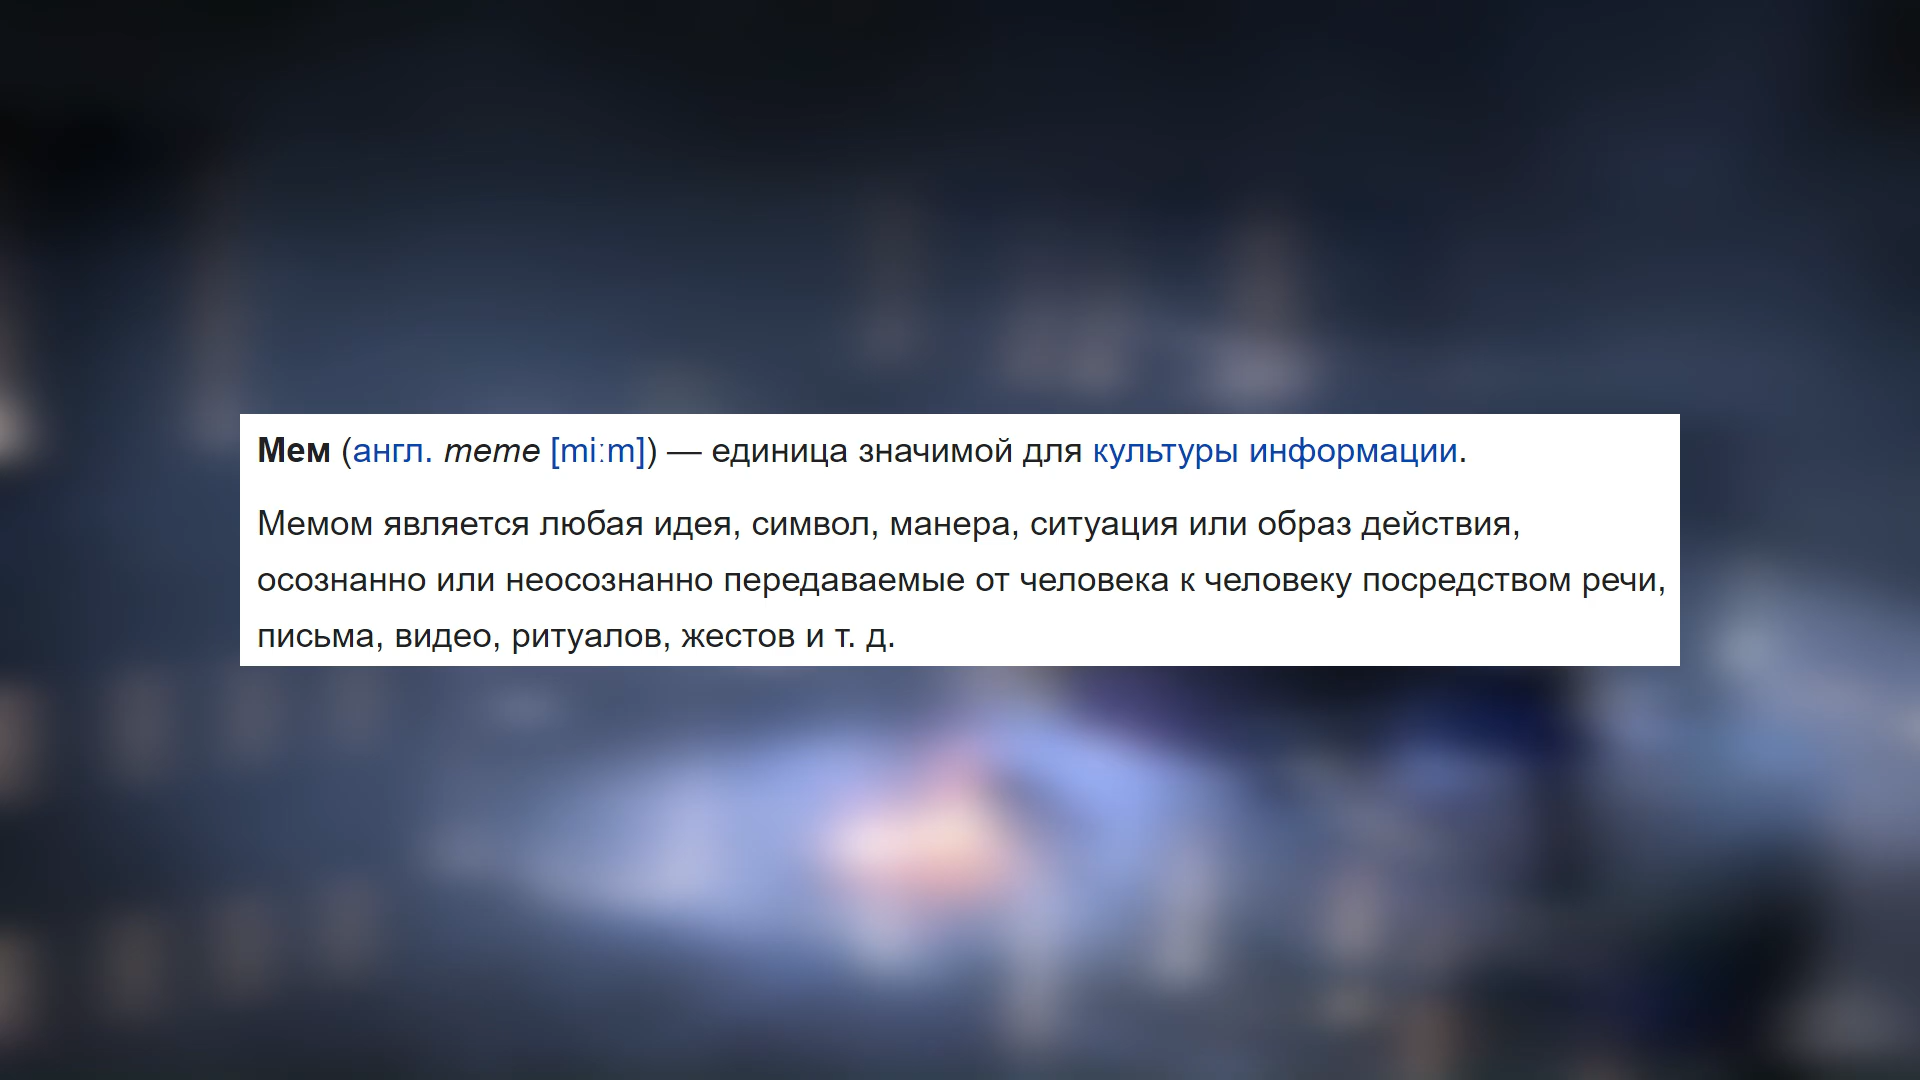 Мем (англ. meme [miːm]) — единица значимой для культуры информации.
Мемом является любая идея, символ, манера, ситуация или образ действия,
осознанно или неосознанно передаваемые от человека к человеку посредством речи,
письма, видео, ритуалов, жестов и т. д.